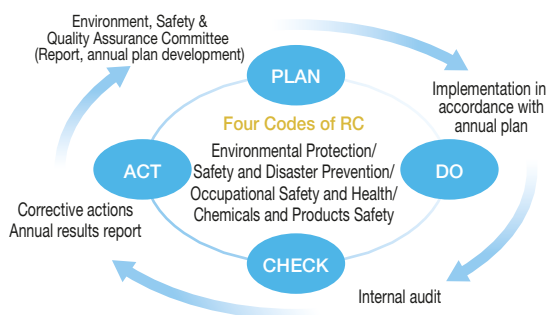 Environment, Safety &
Quality Assurance Committee
(Report, annual plan development)
PLAN
Implementation in
accordance with
annual plan
Four Codes of RC
Environmental Protection/
Safety and Disaster Prevention/
Occupational Safety and Health/
Chemicals and Products Safety
ACT
DO
Corrective actions
Annual results report
CHECK
Internal audit